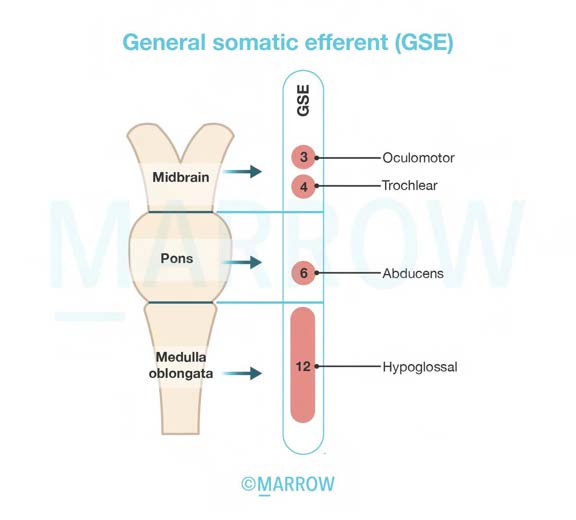 General somatic efferent (GSE)
GSE
Midbrain
3
Oculomotor
4
Trochlear
MARROW
Pons
6
Abducens
Medulla
oblongata
12
Hypoglossal
©MARROW